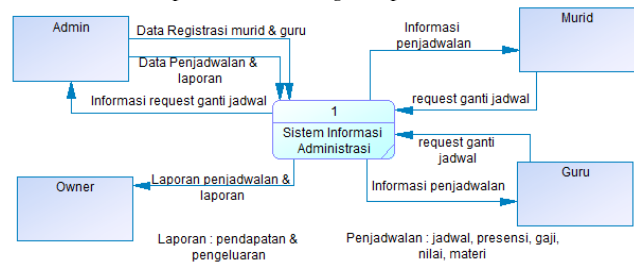 Admin
Data Registrasi murid & guru
Data Penjadwalan &
laporan
Informasi request ganti jadwal
Informasi
penjadwalan
Murid
request ganti jadwal
1
Sistem Informasi
Administrasi
request ganti
jadwal
Guru
Informasi penjadwalan
Owner
Laporan penjadwalan &
laporan
Laporan : pendapatan &
pengeluaran
Penjadwalan : jadwal, presensi, gaji,
nilai, materi